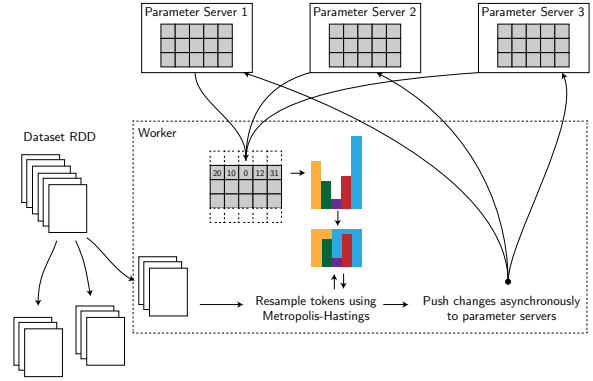 Parameter Server 1
Parameter Server 2
Parameter Server 3
Dataset RDD
Worker
20 10 0 12 31
Resample tokens using
Metropolis-Hastings
Push changes asynchronously
to parameter servers